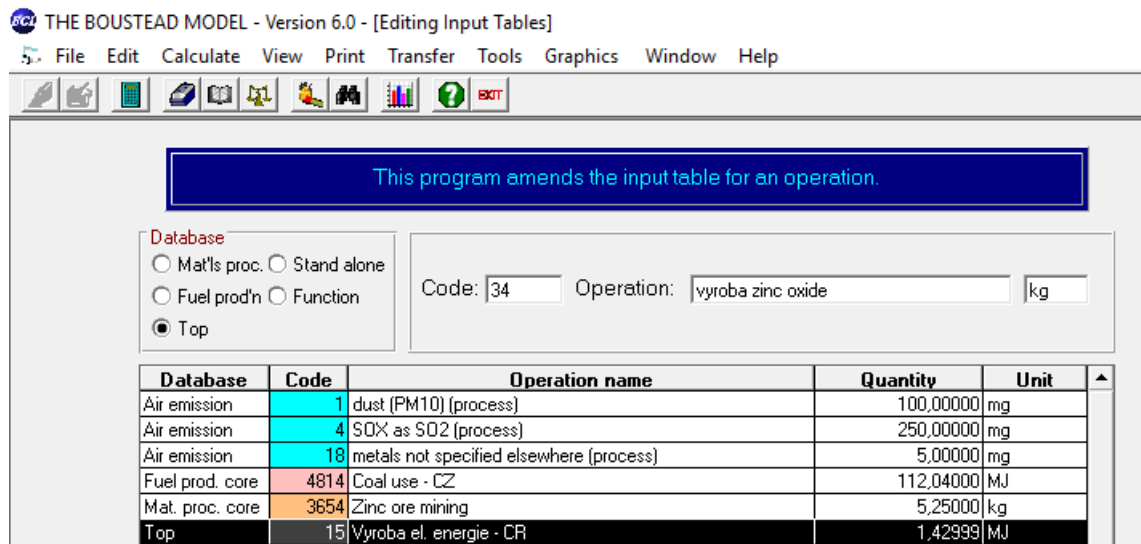 BCL THE BOUSTEAD MODEL - Version 6.0 - [Editing Input Tables]
File Edit Calculate View Print Transfer Tools Graphics Window Help
EXIT
This program amends the input table for an operation.
Database
Mat'ls proc. Stand alone
Fuel prod'n Function
Top
Code: 34 Operation: vyroba zinc oxide kg
Database Code Operation name Quantity Unit
Air emission 1 dust (PM10) (process) 100,00000 mg
Air emission 4 SOX as SO2 (process) 250,00000 mg
Air emission 18 metals not specified elsewhere (process) 5,00000 mg
Fuel prod. core 4814 Coal use - CZ 112,04000 MJ
Mat. proc. core 3654 Zinc ore mining 5,25000 kg
Top 15 Vyroba el. energie - CR 1,42999 MJ